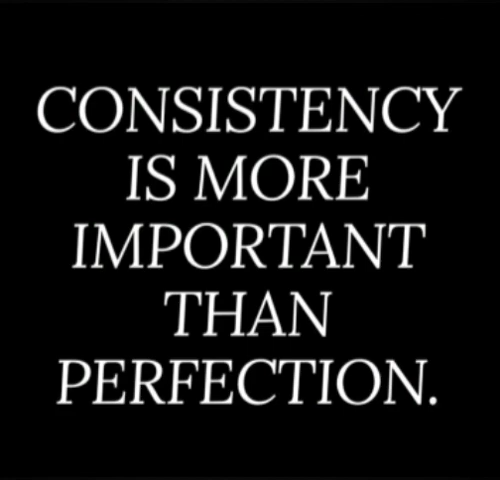 CONSISTENCY
IS MORE
IMPORTANT
THAN
PERFECTION.